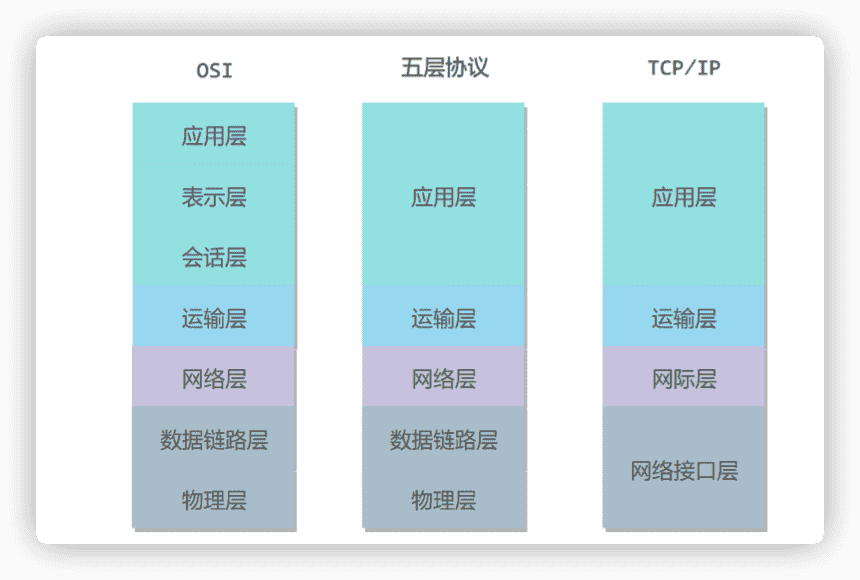 OSI
五层协议
TCP/IP
应用层
表示层
会话层
运输层
网络层
数据链路层
物理层
应用层
运输层
网络层
数据链路层
物理层
应用层
运输层
网际层
网络接口层